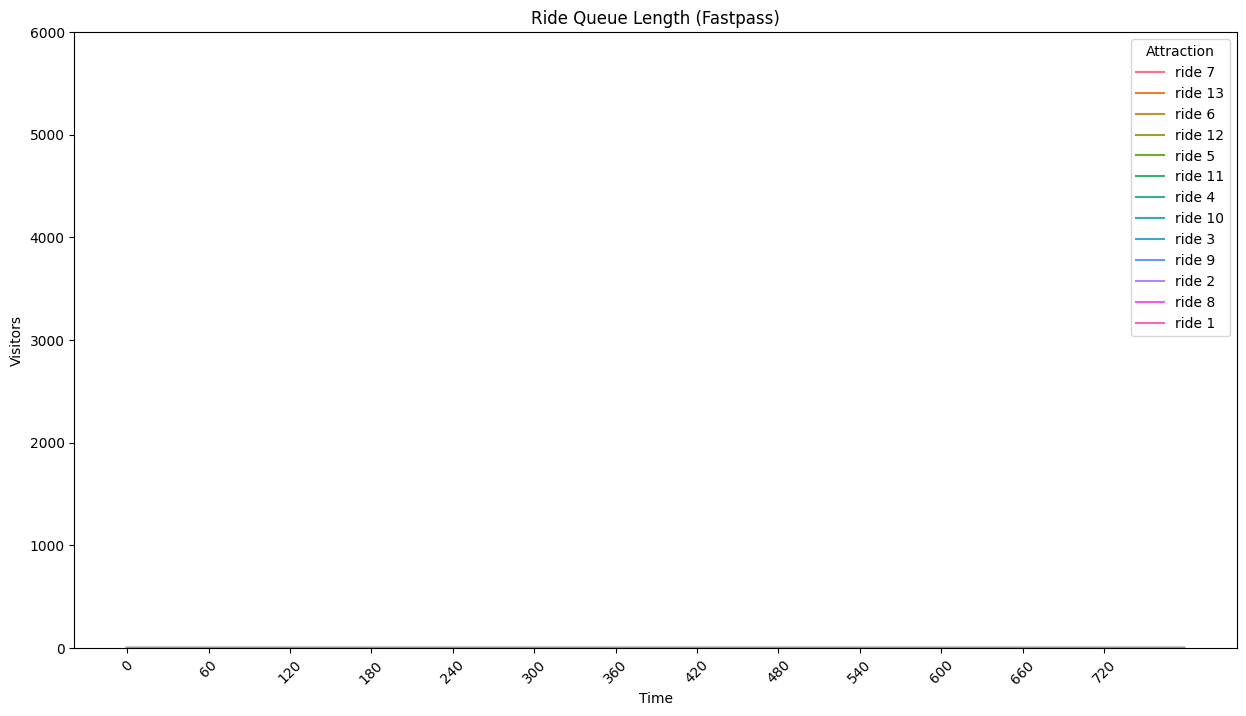 Ride Queue Length (Fastpass)
6000
5000
4000
3000
2000
1000
0
Visitors
Attraction
ride 7
ride 13
ride 6
ride 12
ride 5
ride 11
ride 4
ride 10
ride 3
ride 9
ride 2
ride 8
ride 1
0 60 120 180 240 300 360 420 480 540 600 660 720
Time